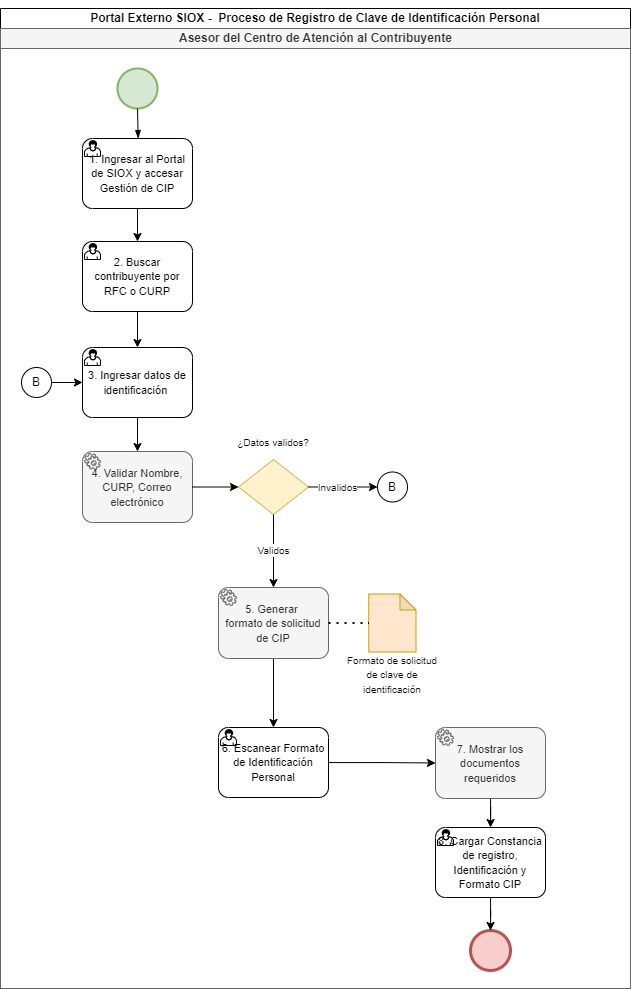 Portal Externo SIOX - Proceso de Registro de Clave de Identificación Personal
Asesor del Centro de Atención al Contribuyente
1. Ingresar al Portal
de SIOX y accesar
Gestión de CIP
2. Buscar
contribuyente por
RFC o CURP
B
3. Ingresar datos de
identificación
4. Validar Nombre,
CURP, Correo
electrónico
¿Datos validos?
Invalidos
B
Validos
5. Generar
formato de solicitud
de CIP
Formato de solicitud
de clave de
identificación
6. Escanear Formato
de Identificación
Personal
7. Mostrar los
documentos
requeridos
Cargar Constancia
de registro,
Identificación y
Formato CIP